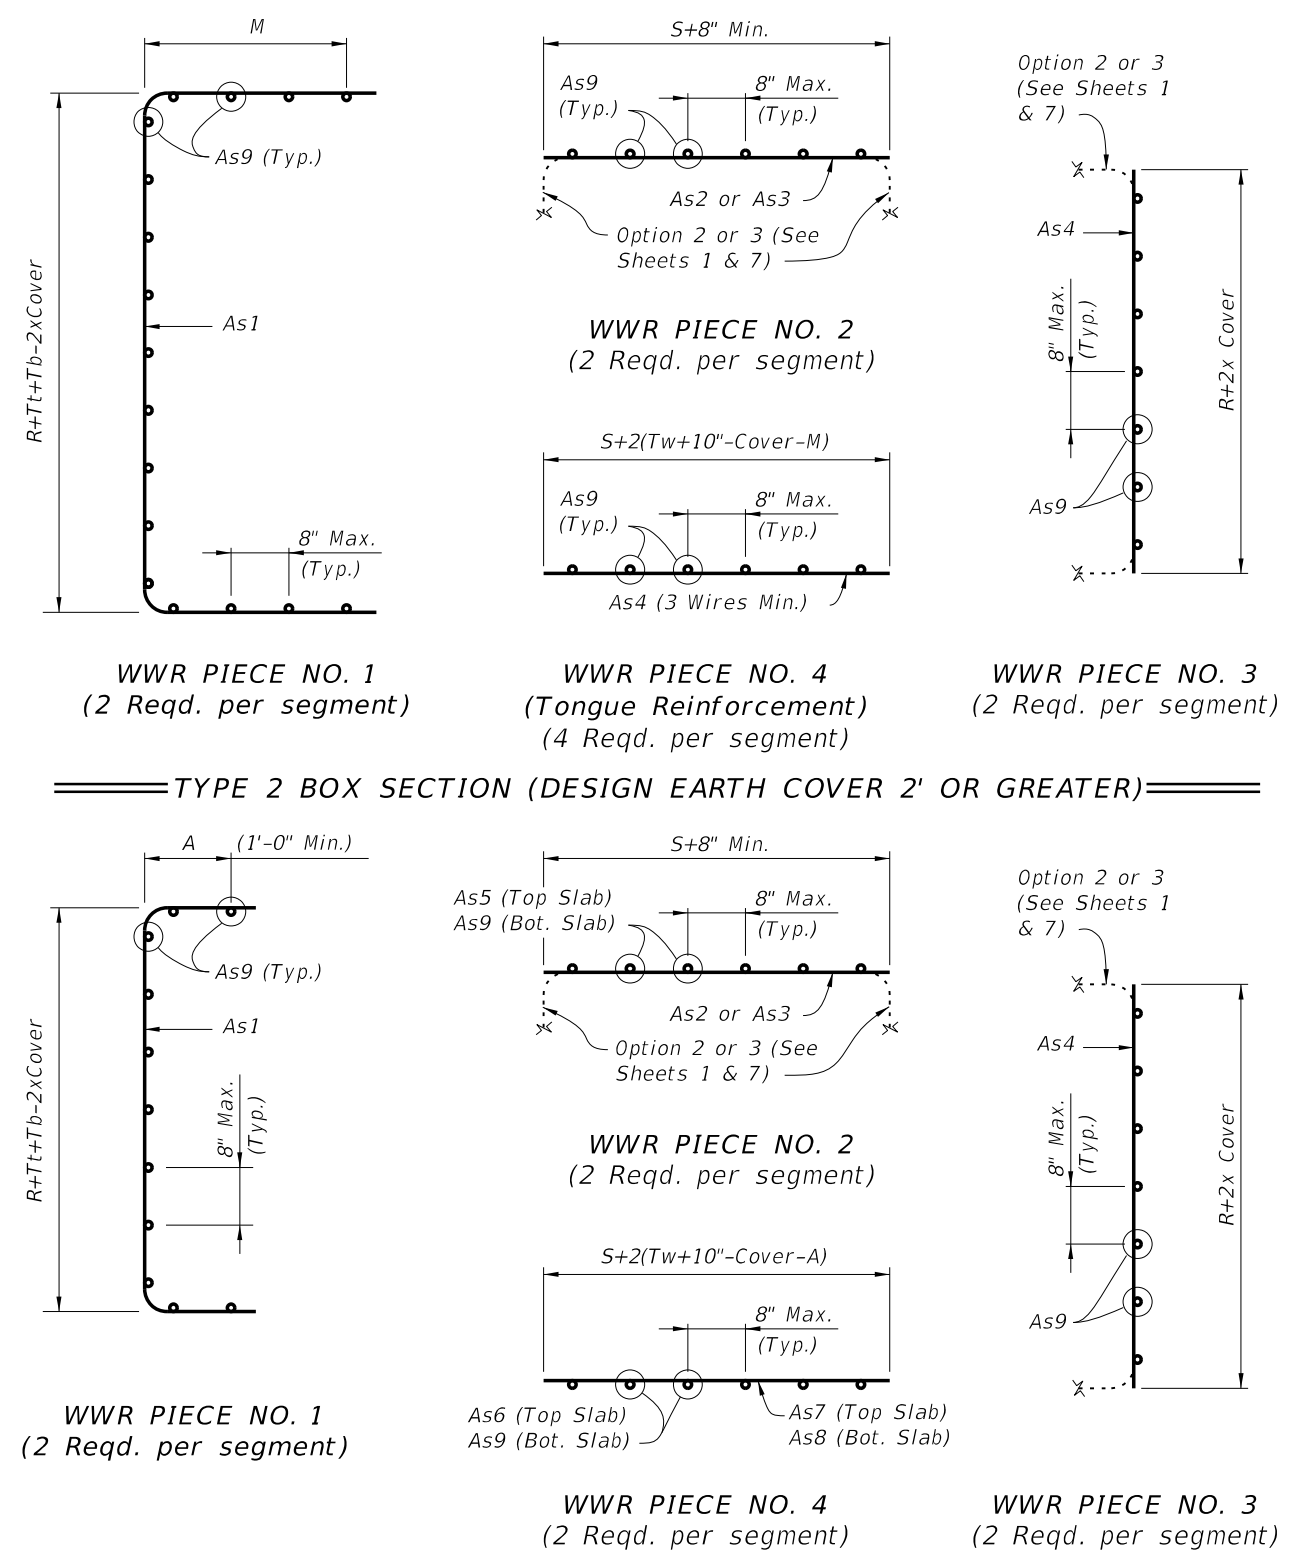 M
As9 (Typ.)
R+Tt+Tb-2xCover
As1
8" Max.
(Typ.)
WWR PIECE NO. 1
(2 Reqd. per segment)
S+8" Min.
As9
(Typ.)
8" Max.
(Typ.)
As2 or As3
Option 2 or 3 (See
Sheets 1 & 7)
WWR PIECE NO. 2
(2 Reqd. per segment)
S+2(Tw+10"-Cover-M)
As9
(Typ.)
8" Max.
(Typ.)
As4 (3 Wires Min.)
WWR PIECE NO. 4
(Tongue Reinforcement)
(4 Reqd. per segment)
Option 2 or 3
(See Sheets 1
& 7)
As4
8" Max.
(Typ.)
R+2x Cover
As9
WWR PIECE NO. 3
(2 Reqd. per segment)
TYPE 2 BOX SECTION (DESIGN EARTH COVER 2' OR GREATER)
A (1'-0" Min.)
As9 (Typ.)
As1
R+Tt+Tb-2xCover
8" Max.
(Typ.)
WWR PIECE NO. 1
(2 Reqd. per segment)
S+8" Min.
As5 (Top Slab)
As9 (Bot. Slab)
8" Max.
(Typ.)
As2 or As3
Option 2 or 3 (See
Sheets 1 & 7)
WWR PIECE NO. 2
(2 Reqd. per segment)
S+2(Tw+10"-Cover-A)
8" Max.
(Typ.)
As6 (Top Slab)
As9 (Bot. Slab)
As7 (Top Slab)
As8 (Bot. Slab)
WWR PIECE NO. 4
(2 Reqd. per segment)
Option 2 or 3
(See Sheets 1
& 7)
As4
8" Max.
(Typ.)
R+2x Cover
As9
WWR PIECE NO. 3
(2 Reqd. per segment)